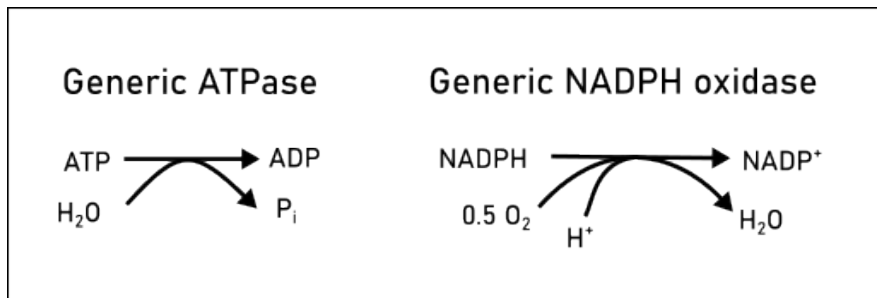 Generic ATPase
ATP
ADP
H₂O
Pᵢ
Generic NADPH oxidase
NADPH
NADP⁺
0.5 O₂
H⁺
H₂O